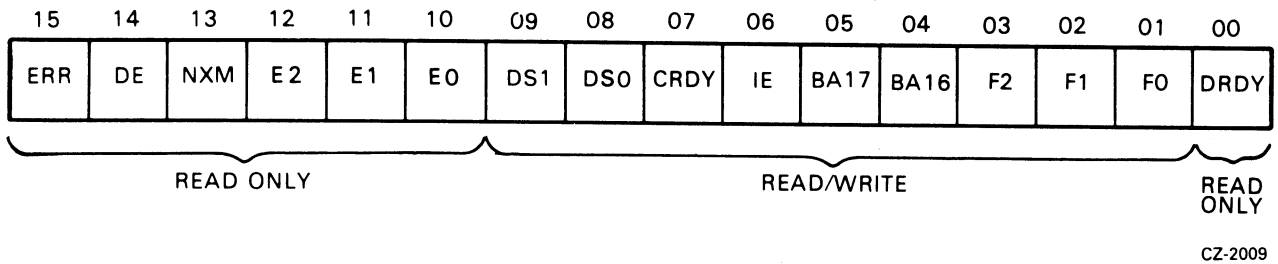 15 14 13 12 11 10 09 08 07 06 05 04 03 02 01 00
ERR DE NXM E2 E1 E0 DS1 DS0 CRDY IE BA17 BA16 F2 F1 F0 DRDY
READ ONLY READ/WRITE READ
ONLY
CZ-2009